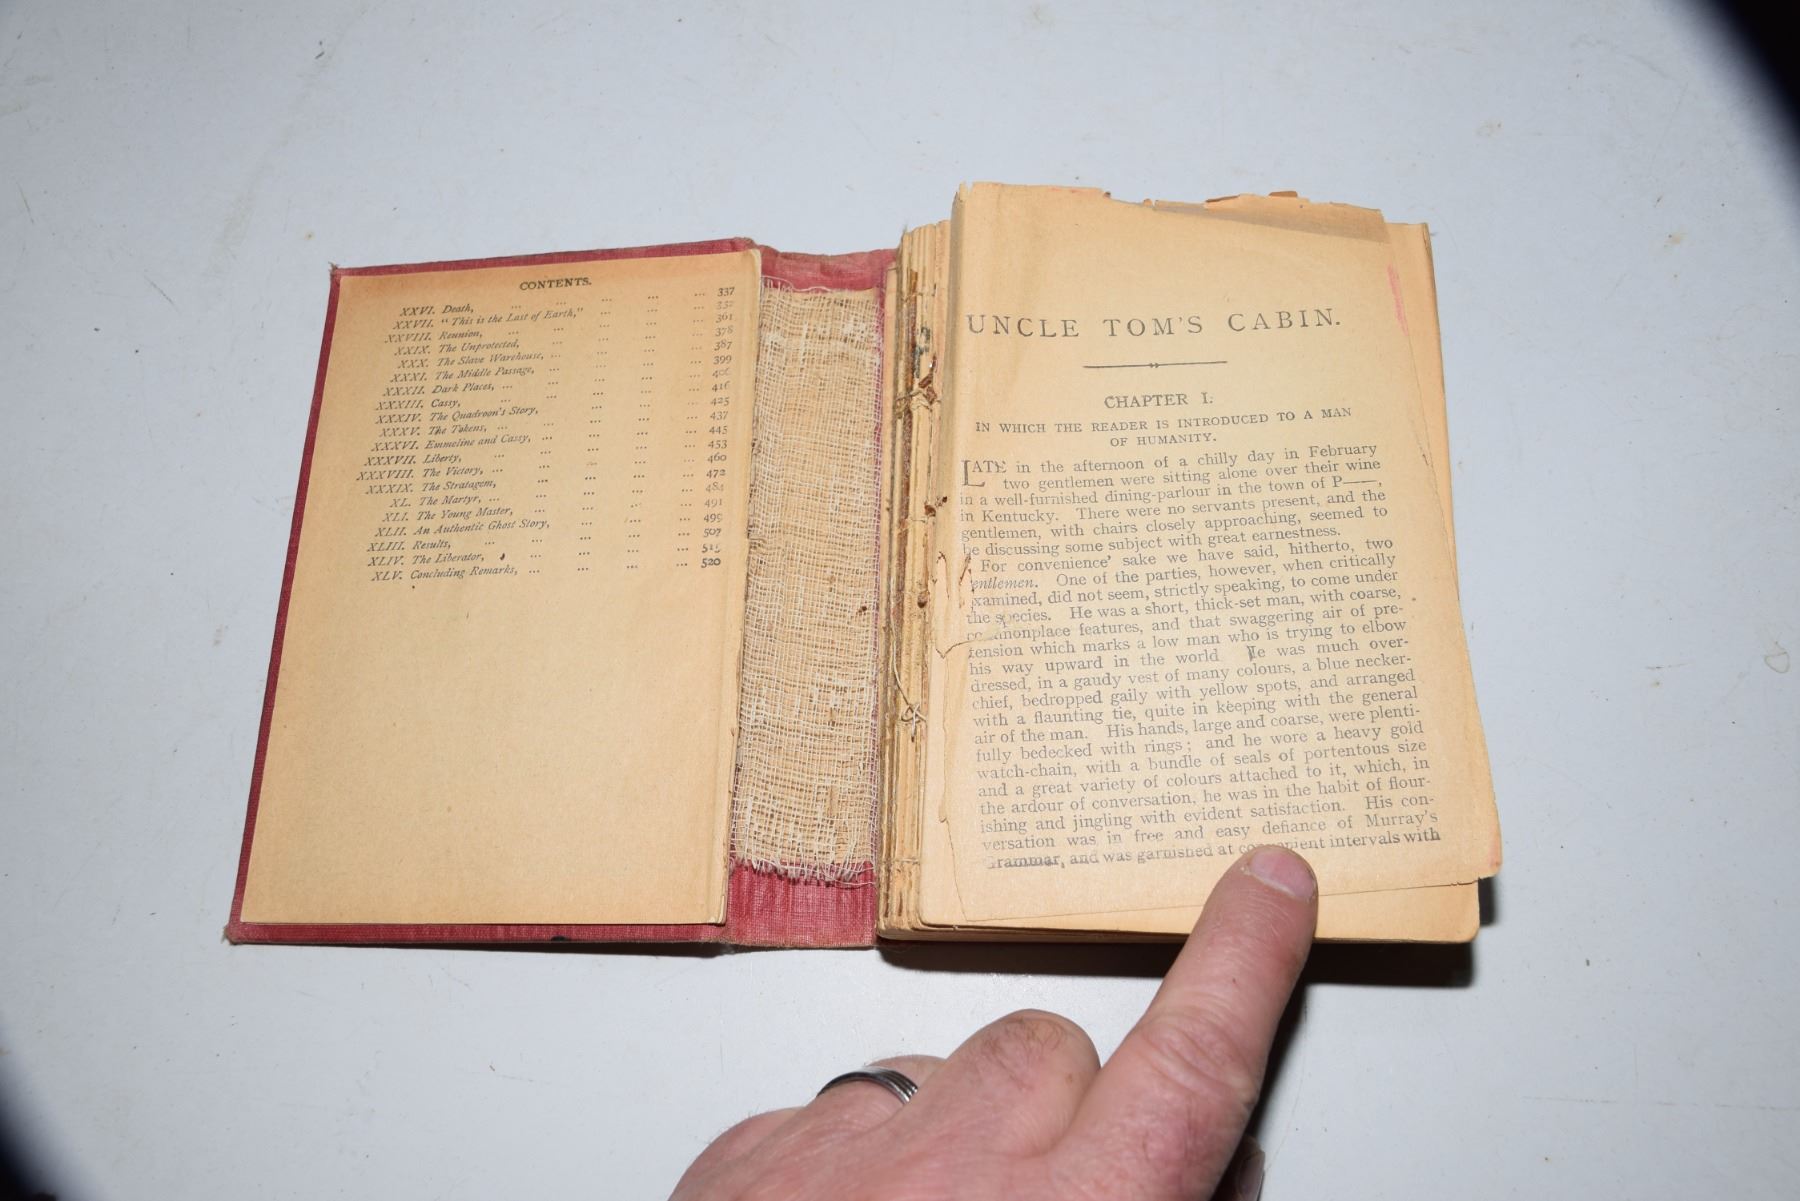 CONTENTS.
XXVI. Death, ... ... ... ... ... 337
XXVII. "This is the Last of Earth," ... ... ... 352
XXVIII. Reunion, ... ... ... ... ... 361
XXIX. The Unprotected, ... ... ... ... 378
XXX. The Slave Warehouse, ... ... ... ... 387
XXXI. The Middle Passage, ... ... ... ... 399
XXXII. Dark Places, ... ... ... ... 406
XXXIII. Cassy, ... ... ... ... 416
XXXIV. The Quadroon's Story, ... ... ... 425
XXXV. The Tokens, ... ... ... ... 437
XXXVI. Emmeline and Cassy, ... ... ... ... 445
XXXVII. Liberty, ... ... ... ... 453
XXXVIII. The Victory, ... ... ... ... 460
XXXIX. The Stratagem, ... ... ... ... 472
XL. The Martyr, ... ... ... ... 484
XLI. The Young Master, ... ... ... ... 491
XLII. An Authentic Ghost Story, ... ... ... 499
XLIII. Results, ... ... ... ... 507
XLIV. The Liberator, ... ... ... ... 515
XLV. Concluding Remarks, ... ... ... ... 520
UNCLE TOM'S CABIN.
CHAPTER I.
IN WHICH THE READER IS INTRODUCED TO A MAN
OF HUMANITY.
LATE in the afternoon of a chilly day in February
two gentlemen were sitting alone over their wine
in a well-furnished dining-parlour in the town of P——,
in Kentucky. There were no servants present, and the
gentlemen, with chairs closely approaching, seemed to
be discussing some subject with great earnestness.
For convenience' sake we have said, hitherto, two
gentlemen. One of the parties, however, when critically
examined, did not seem, strictly speaking, to come under
the species. He was a short, thick-set man, with coarse,
commonplace features, and that swaggering air of pre-
tension which marks a low man who is trying to elbow
his way upward in the world. He was much over-
dressed, in a gaudy vest of many colours, a blue necker-
chief, bedropped gaily with yellow spots, and arranged
with a flaunting tie, quite in keeping with the general
air of the man. His hands, large and coarse, were plenti-
fully bedecked with rings; and he wore a heavy gold
watch-chain, with a bundle of seals of portentous size
and a great variety of colours attached to it, which, in
the ardour of conversation, he was in the habit of flour-
ishing and jingling with evident satisfaction. His con-
versation was in free and easy defiance of Murray's
Grammar, and was garnished at convenient intervals with